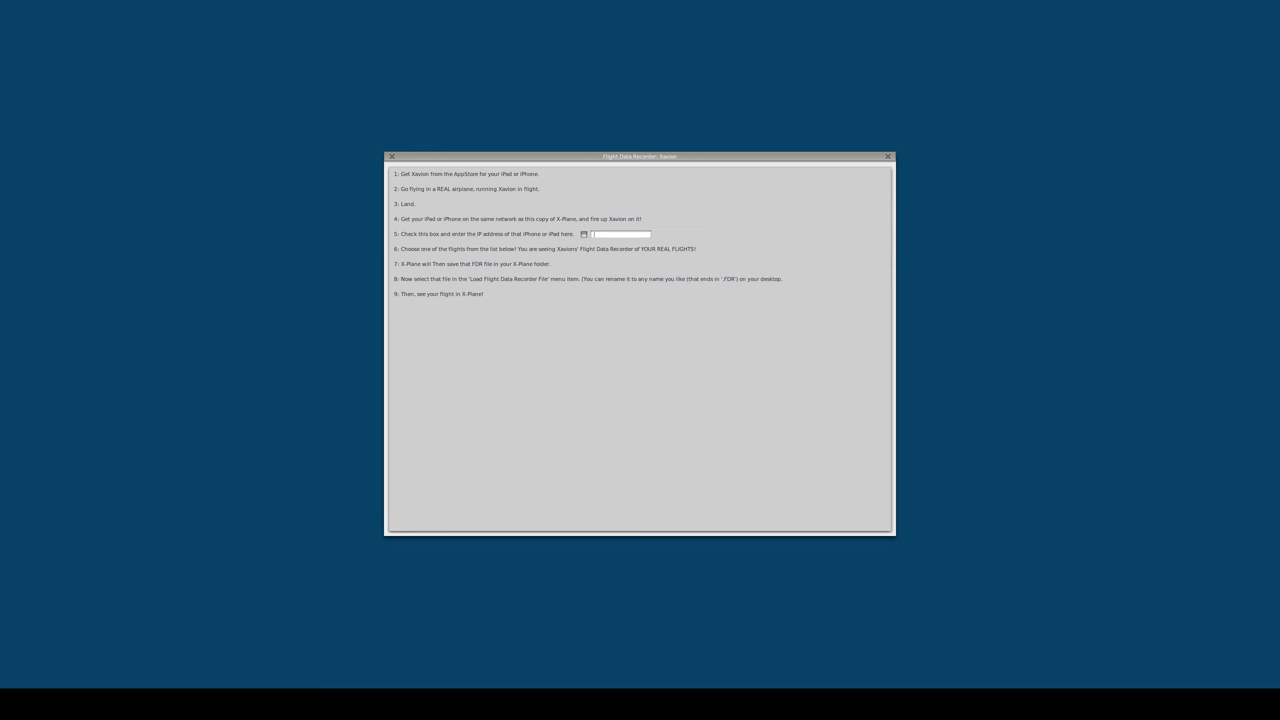 Flight Data Recorder: Xavion
1: Get Xavion from the AppStore for your iPad or iPhone.
2: Go flying in a REAL airplane, running Xavion in flight.
3: Land.
4: Get your iPad or iPhone on the same network as this copy of X-Plane, and fire up Xavion on it!
5: Check this box and enter the IP address of that iPhone or iPad here.
6: Choose one of the flights from the list below! You are seeing Xavions' Flight Data Recorder of YOUR REAL FLIGHTS!
7: X-Plane will Then save that FDR file in your X-Plane folder.
8: Now select that file in the 'Load Flight Data Recorder File' menu item. (You can rename it to any name you like (that ends in '.FDR') on your desktop.
9: Then, see your flight in X-Plane!